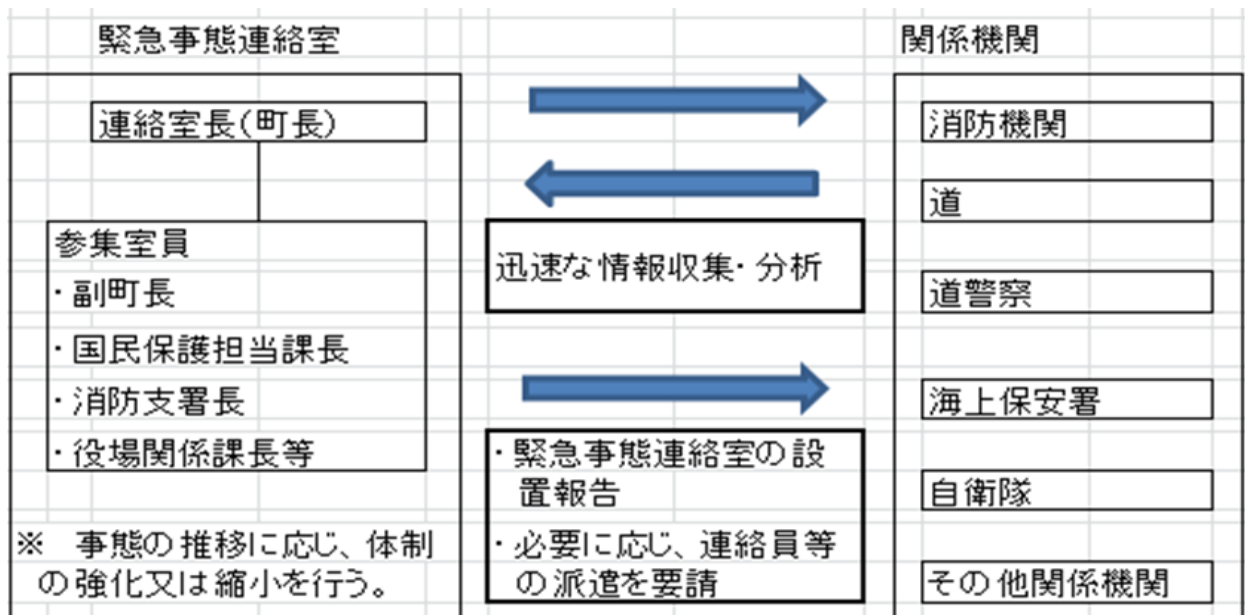 緊急事態連絡室
連絡室長(町長)
参集室員
・副町長
・国民保護担当課長
・消防支署長
・役場関係課長等
※　事態の推移に応じ、体制
の強化又は縮小を行う。
迅速な情報収集・分析
・緊急事態連絡室の設
置報告
・必要に応じ、連絡員等
の派遣を要請
関係機関
消防機関
道
道警察
海上保安署
自衛隊
その他関係機関